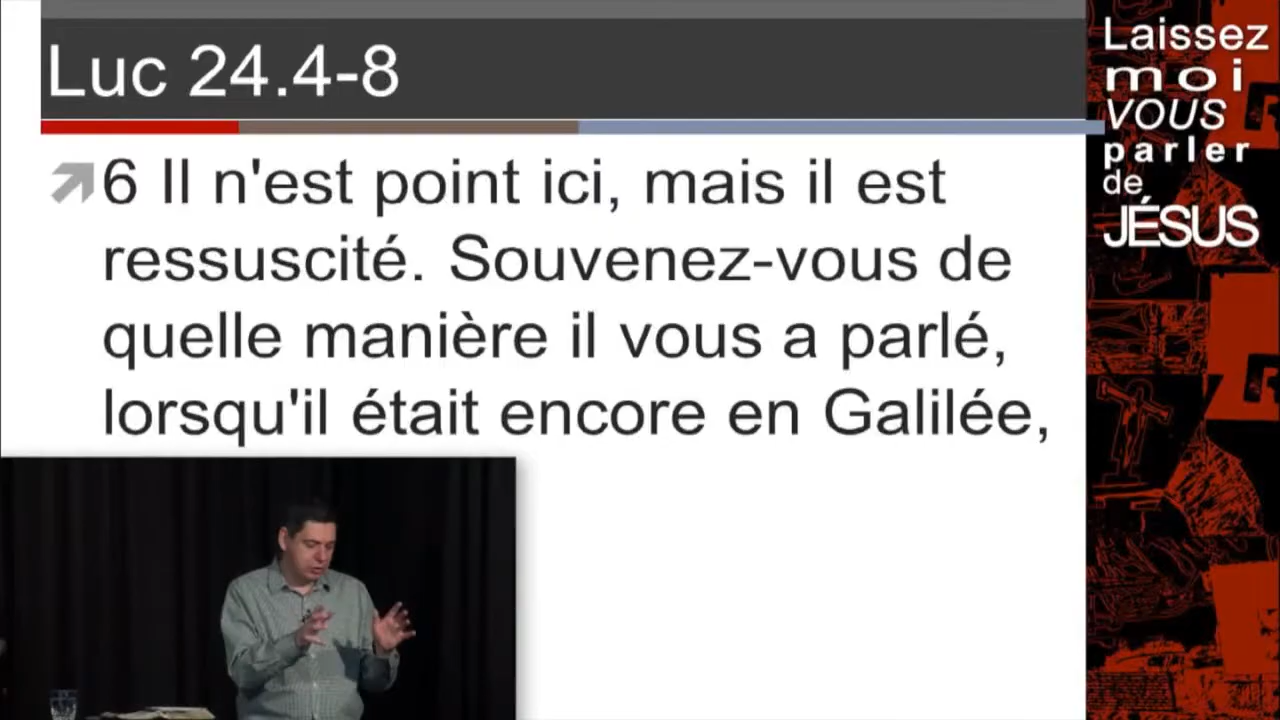 Luc 24.4-8
6 Il n'est point ici, mais il est
ressuscité. Souvenez-vous de
quelle manière il vous a parlé,
lorsqu'il était encore en Galilée,
Laissez
moi
VOUS
parler
de
JÉSUS